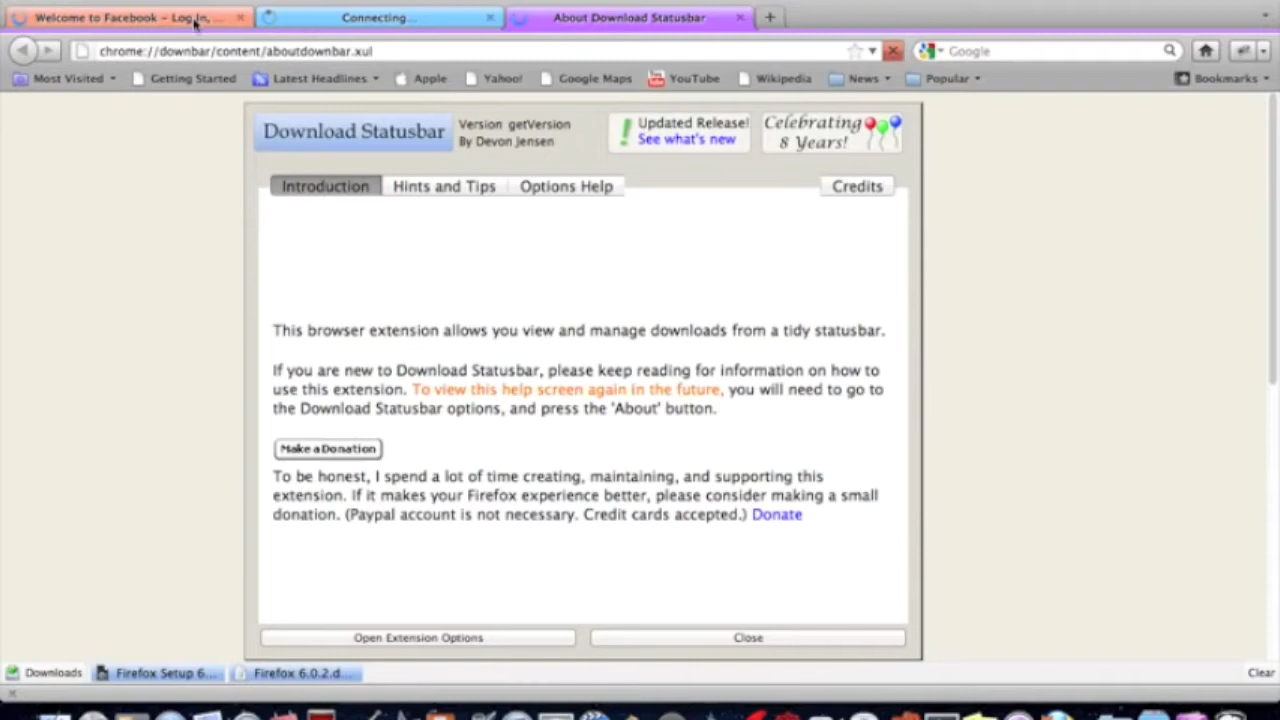 Welcome to Facebook – Log In, ...
Connecting...
About Download Statusbar
chrome://downbar/content/aboutdownbar.xul
Google
Most Visited
Getting Started
Latest Headlines
Apple
Yahoo!
Google Maps
YouTube
Wikipedia
News
Popular
Bookmarks
Download Statusbar
Version getVersion
By Devon Jensen
Updated Release!
See what's new
Celebrating
8 Years!
Introduction
Hints and Tips
Options Help
Credits
This browser extension allows you view and manage downloads from a tidy statusbar.
If you are new to Download Statusbar, please keep reading for information on how to
use this extension. To view this help screen again in the future, you will need to go to
the Download Statusbar options, and press the 'About' button.
Make a Donation
To be honest, I spend a lot of time creating, maintaining, and supporting this
extension. If it makes your Firefox experience better, please consider making a small
donation. (Paypal account is not necessary. Credit cards accepted.) Donate
Open Extension Options
Close
Downloads
Firefox Setup 6...
Firefox 6.0.2.d...
Clear